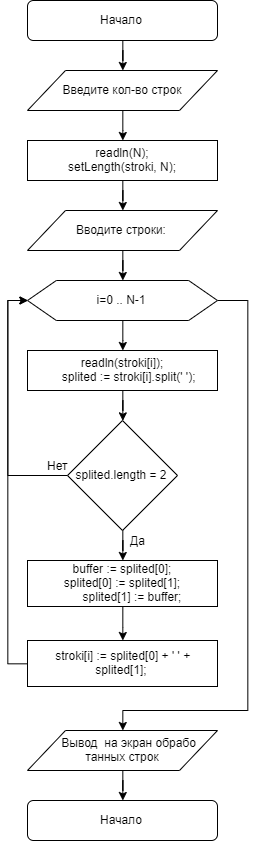 Начало
Введите кол-во строк
readln(N);
setLength(stroki, N);
Вводите строки:
i=0 .. N-1
readln(stroki[i]);
splited := stroki[i].split(' ');
Нет
splited.length = 2
Да
buffer := splited[0];
splited[0] := splited[1];
splited[1] := buffer;
stroki[i] := splited[0] + ' ' +
splited[1];
Вывод на экран обрабо
танных строк
Начало